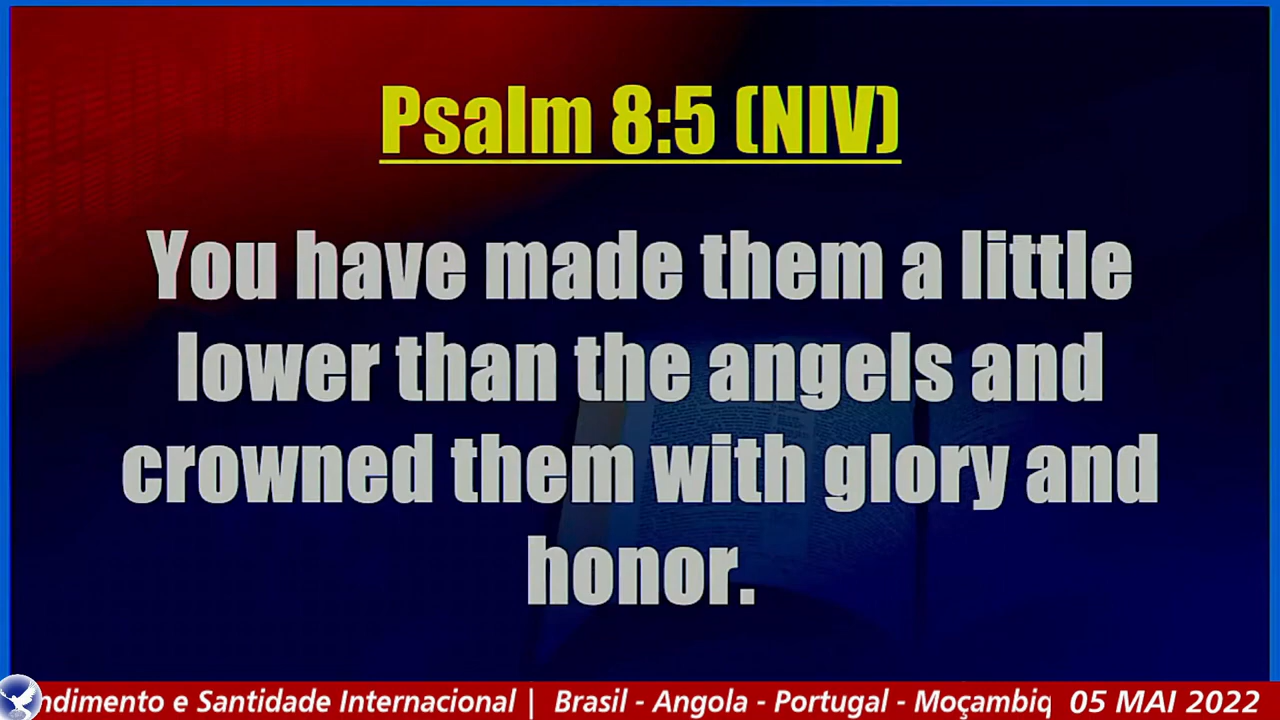 Psalm 8:5 (NIV)
You have made them a little
lower than the angels and
crowned them with glory and
honor.
ndimento e Santidade Internacional | Brasil - Angola - Portugal - Moçambiq 05 MAI 2022